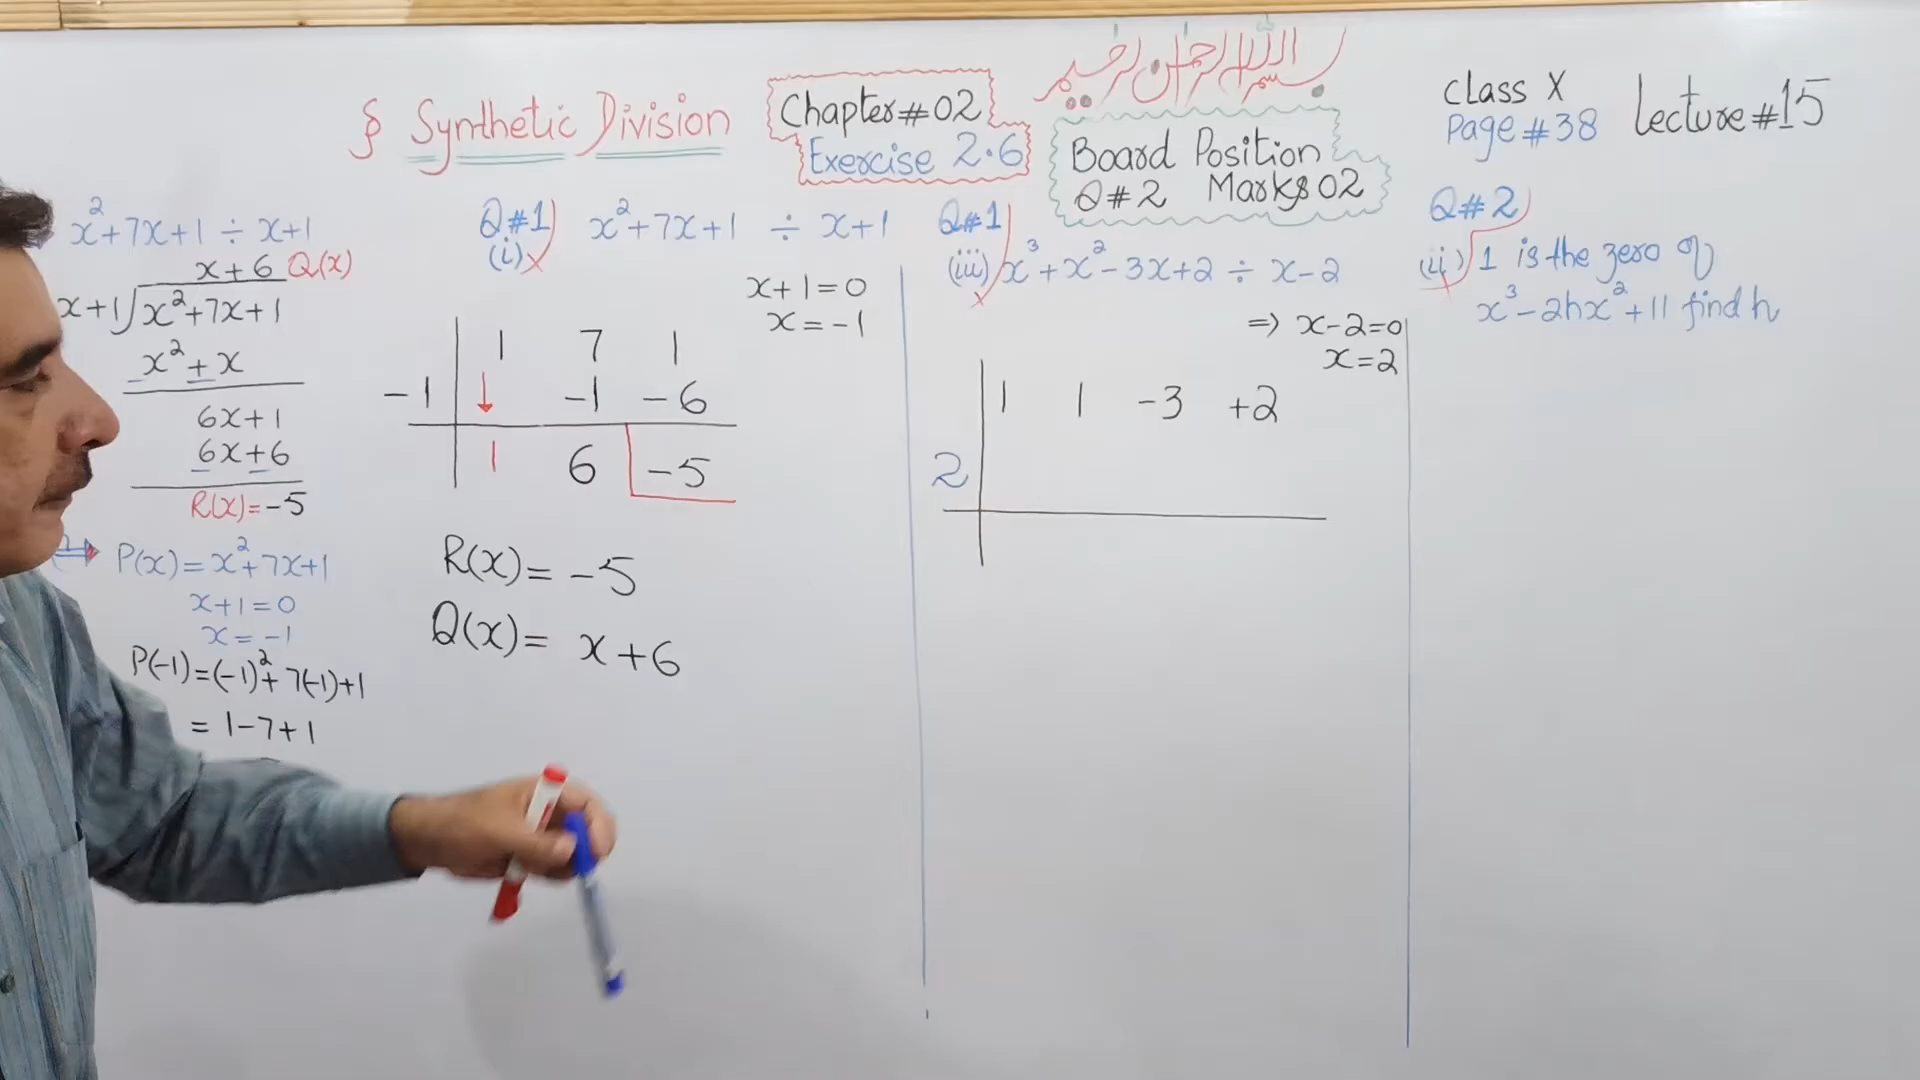 بسم اللہ الرحمٰن الرحیم
§ Synthetic Division
Chapter#02
Exercise 2.6
Board Position
Q#2 Marks 02
Class X
Page #38
Lecture#15
x²+7x+1 ÷ x+1
x+6 Q(x)
x+1)x²+7x+1
x²+x
6x+1
6x+6
R(x)=-5
P(x)=x²+7x+1
x+1=0
x=-1
P(-1)=(-1)²+7(-1)+1
= 1-7+1
Q#1)
(i) x²+7x+1 ÷ x+1
x+1=0
x=-1
1 7 1
-1 ↓ -1 -6
1 6 -5
R(x)= -5
Q(x)= x+6
Q#1
(iii) x³+x²-3x+2 ÷ x-2
⇒ x-2=0
x=2
1 1 -3 +2
2
Q#2
(ii) 1 is the zero of
x³-2hx²+11 find h